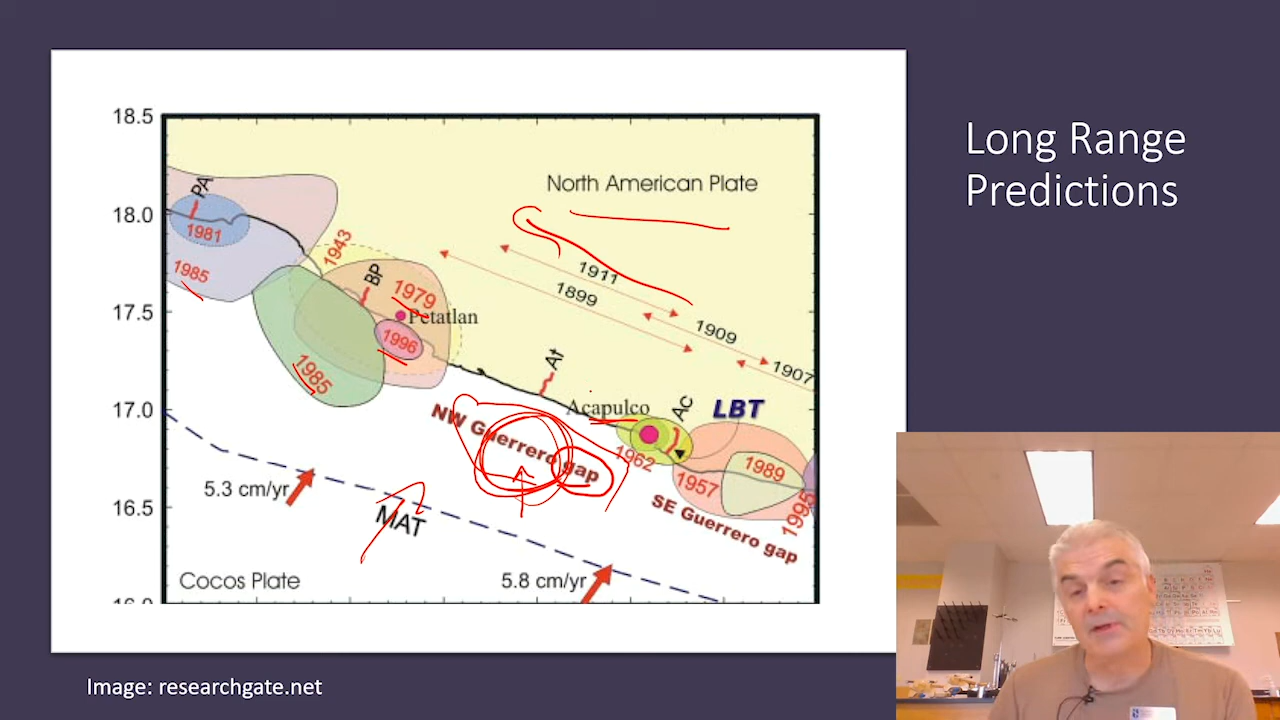 Long Range
Predictions
18.5
18.0
17.5
17.0
16.5
16.0
North American Plate
PA
1981
1985
1943
BP
1979
Petatlan
1996
1985
1911
1899
1909
1907
At
Acapulco
AC
LBT
NW Guerrero gap
1962
1957
1989
1995
SE Guerrero gap
5.3 cm/yr
MAT
5.8 cm/yr
Cocos Plate
Image: researchgate.net